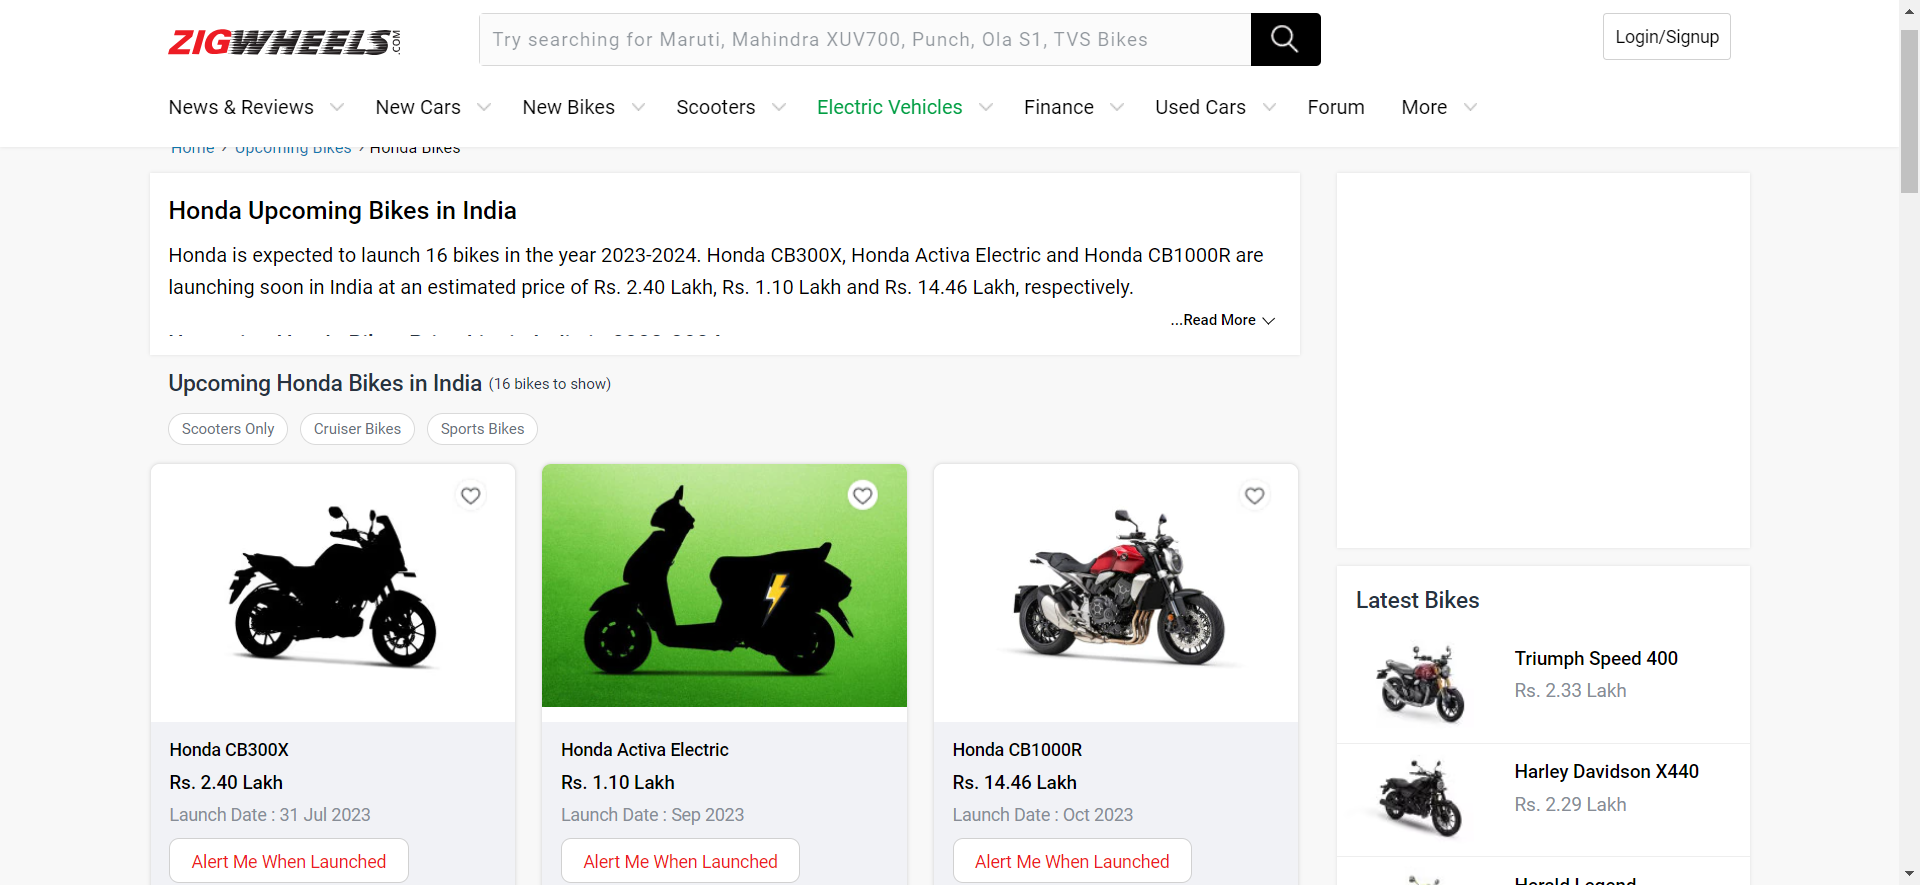 ZIGWHEELS.COM
Try searching for Maruti, Mahindra XUV700, Punch, Ola S1, TVS Bikes
Login/Signup
News & Reviews New Cars New Bikes Scooters Electric Vehicles Finance Used Cars Forum More
Home › Upcoming Bikes › Honda Bikes
Honda Upcoming Bikes in India
Honda is expected to launch 16 bikes in the year 2023-2024. Honda CB300X, Honda Activa Electric and Honda CB1000R are
launching soon in India at an estimated price of Rs. 2.40 Lakh, Rs. 1.10 Lakh and Rs. 14.46 Lakh, respectively.
...Read More
Upcoming Honda Bikes in India (16 bikes to show)
Scooters Only Cruiser Bikes Sports Bikes
Honda CB300X
Rs. 2.40 Lakh
Launch Date : 31 Jul 2023
Alert Me When Launched
Honda Activa Electric
Rs. 1.10 Lakh
Launch Date : Sep 2023
Alert Me When Launched
Honda CB1000R
Rs. 14.46 Lakh
Launch Date : Oct 2023
Alert Me When Launched
Latest Bikes
Triumph Speed 400
Rs. 2.33 Lakh
Harley Davidson X440
Rs. 2.29 Lakh